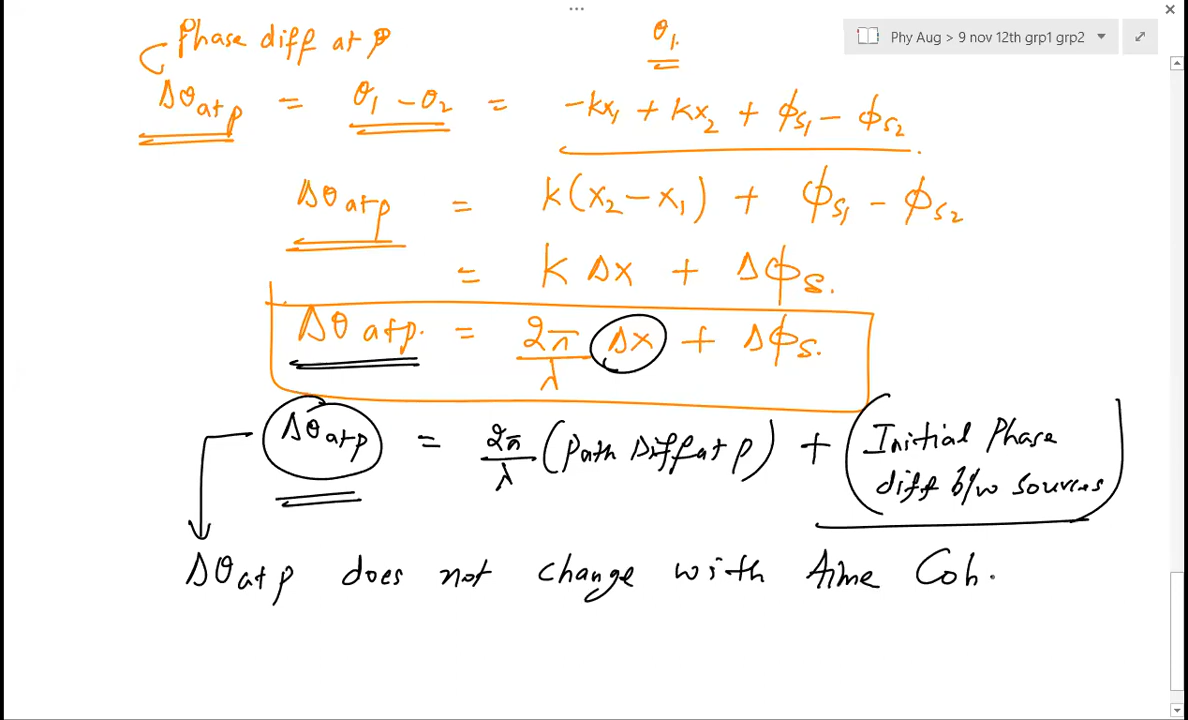 Phase diff at P θ₁.
Phy Aug > 9 nov 12th grp1 grp2
Δθ at p = θ₁ - θ₂ = -kx₁ + kx₂ + ϕs₁ - ϕs₂
Δθ at p = k(x₂-x₁) + ϕs₁ - ϕs₂
= k Δx + Δϕs.
Δθ at p. = 2π/λ Δx + Δϕs.
Δθ at p = 2π/λ (Path Diff at p) + (Initial Phase
diff b/w sources)
Δθ at p does not change with time Coh.